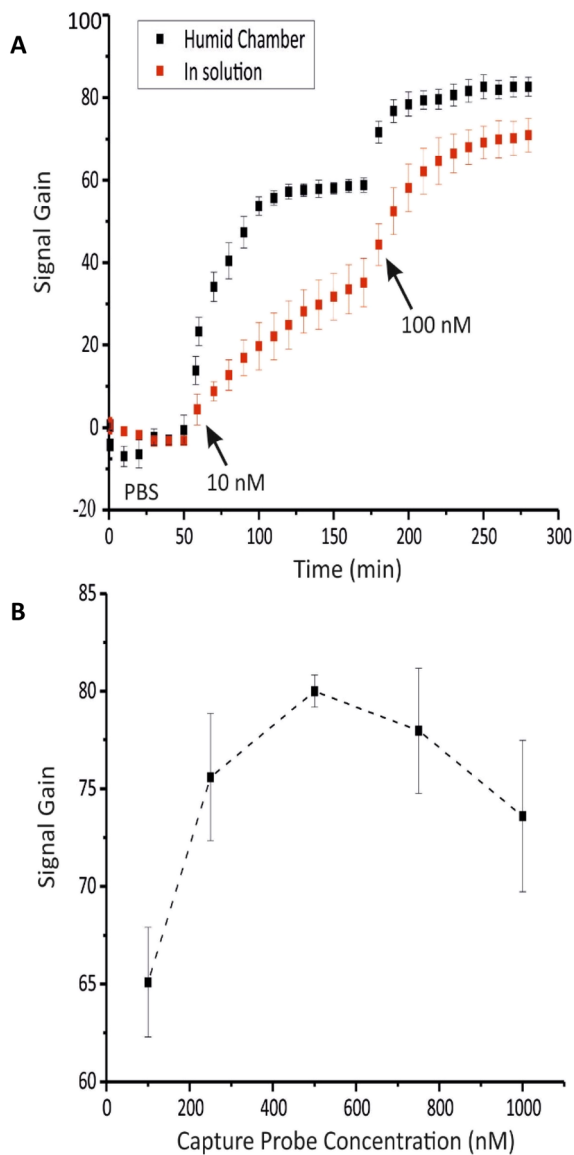 A
Humid Chamber
In solution
100
80
60
40
20
0
-20
Signal Gain
100 nM
10 nM
PBS
0 50 100 150 200 250 300
Time (min)
B
85
80
75
70
65
60
Signal Gain
0 200 400 600 800 1000
Capture Probe Concentration (nM)